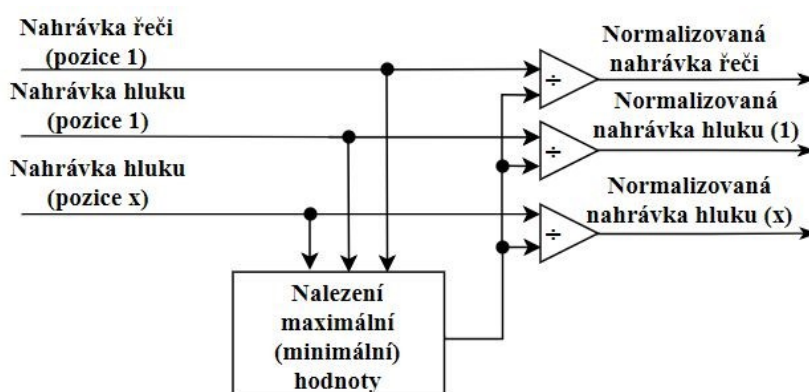 Nahrávka řeči
(pozice 1)
Nahrávka hluku
(pozice 1)
Nahrávka hluku
(pozice x)
÷
÷
÷
Normalizovaná
nahrávka řeči
Normalizovaná
nahrávka hluku (1)
Normalizovaná
nahrávka hluku (x)
Nalezení
maximální
(minimální)
hodnoty